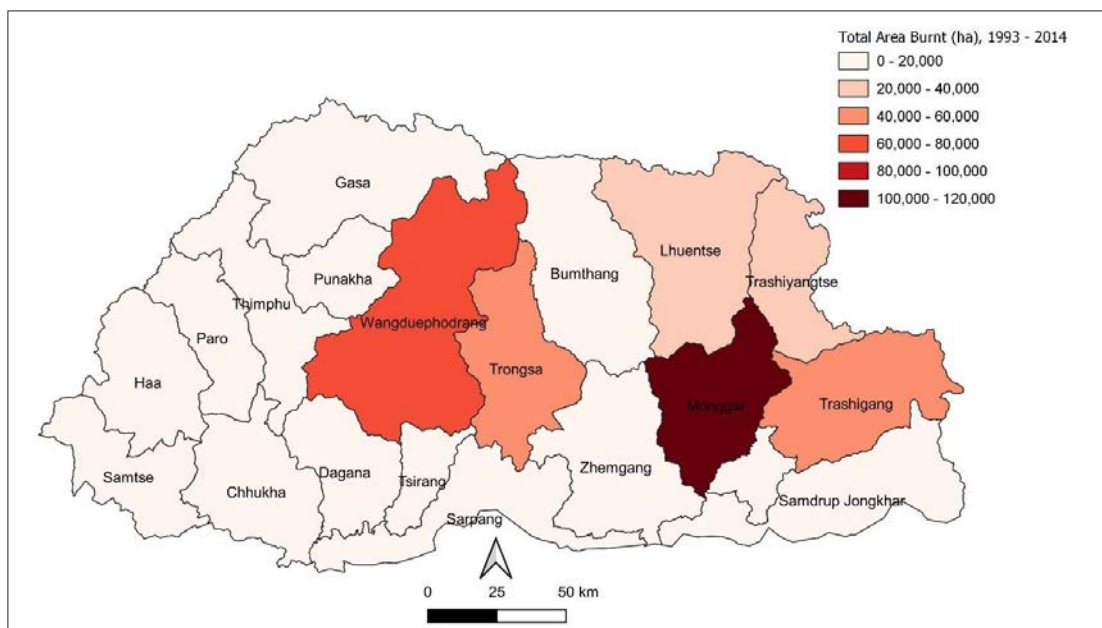 Total Area Burnt (ha), 1993 - 2014
0 - 20,000
20,000 - 40,000
40,000 - 60,000
60,000 - 80,000
80,000 - 100,000
100,000 - 120,000
Gasa
Punakha
Bumthang
Lhuentse
Trashiyangtse
Thimphu
Wangduephodrang
Paro
Trongsa
Haa
Monggar
Trashigang
Samtse
Chhukha
Dagana
Tsirang
Zhemgang
Samdrup Jongkhar
Sarpang
0 25 50 km